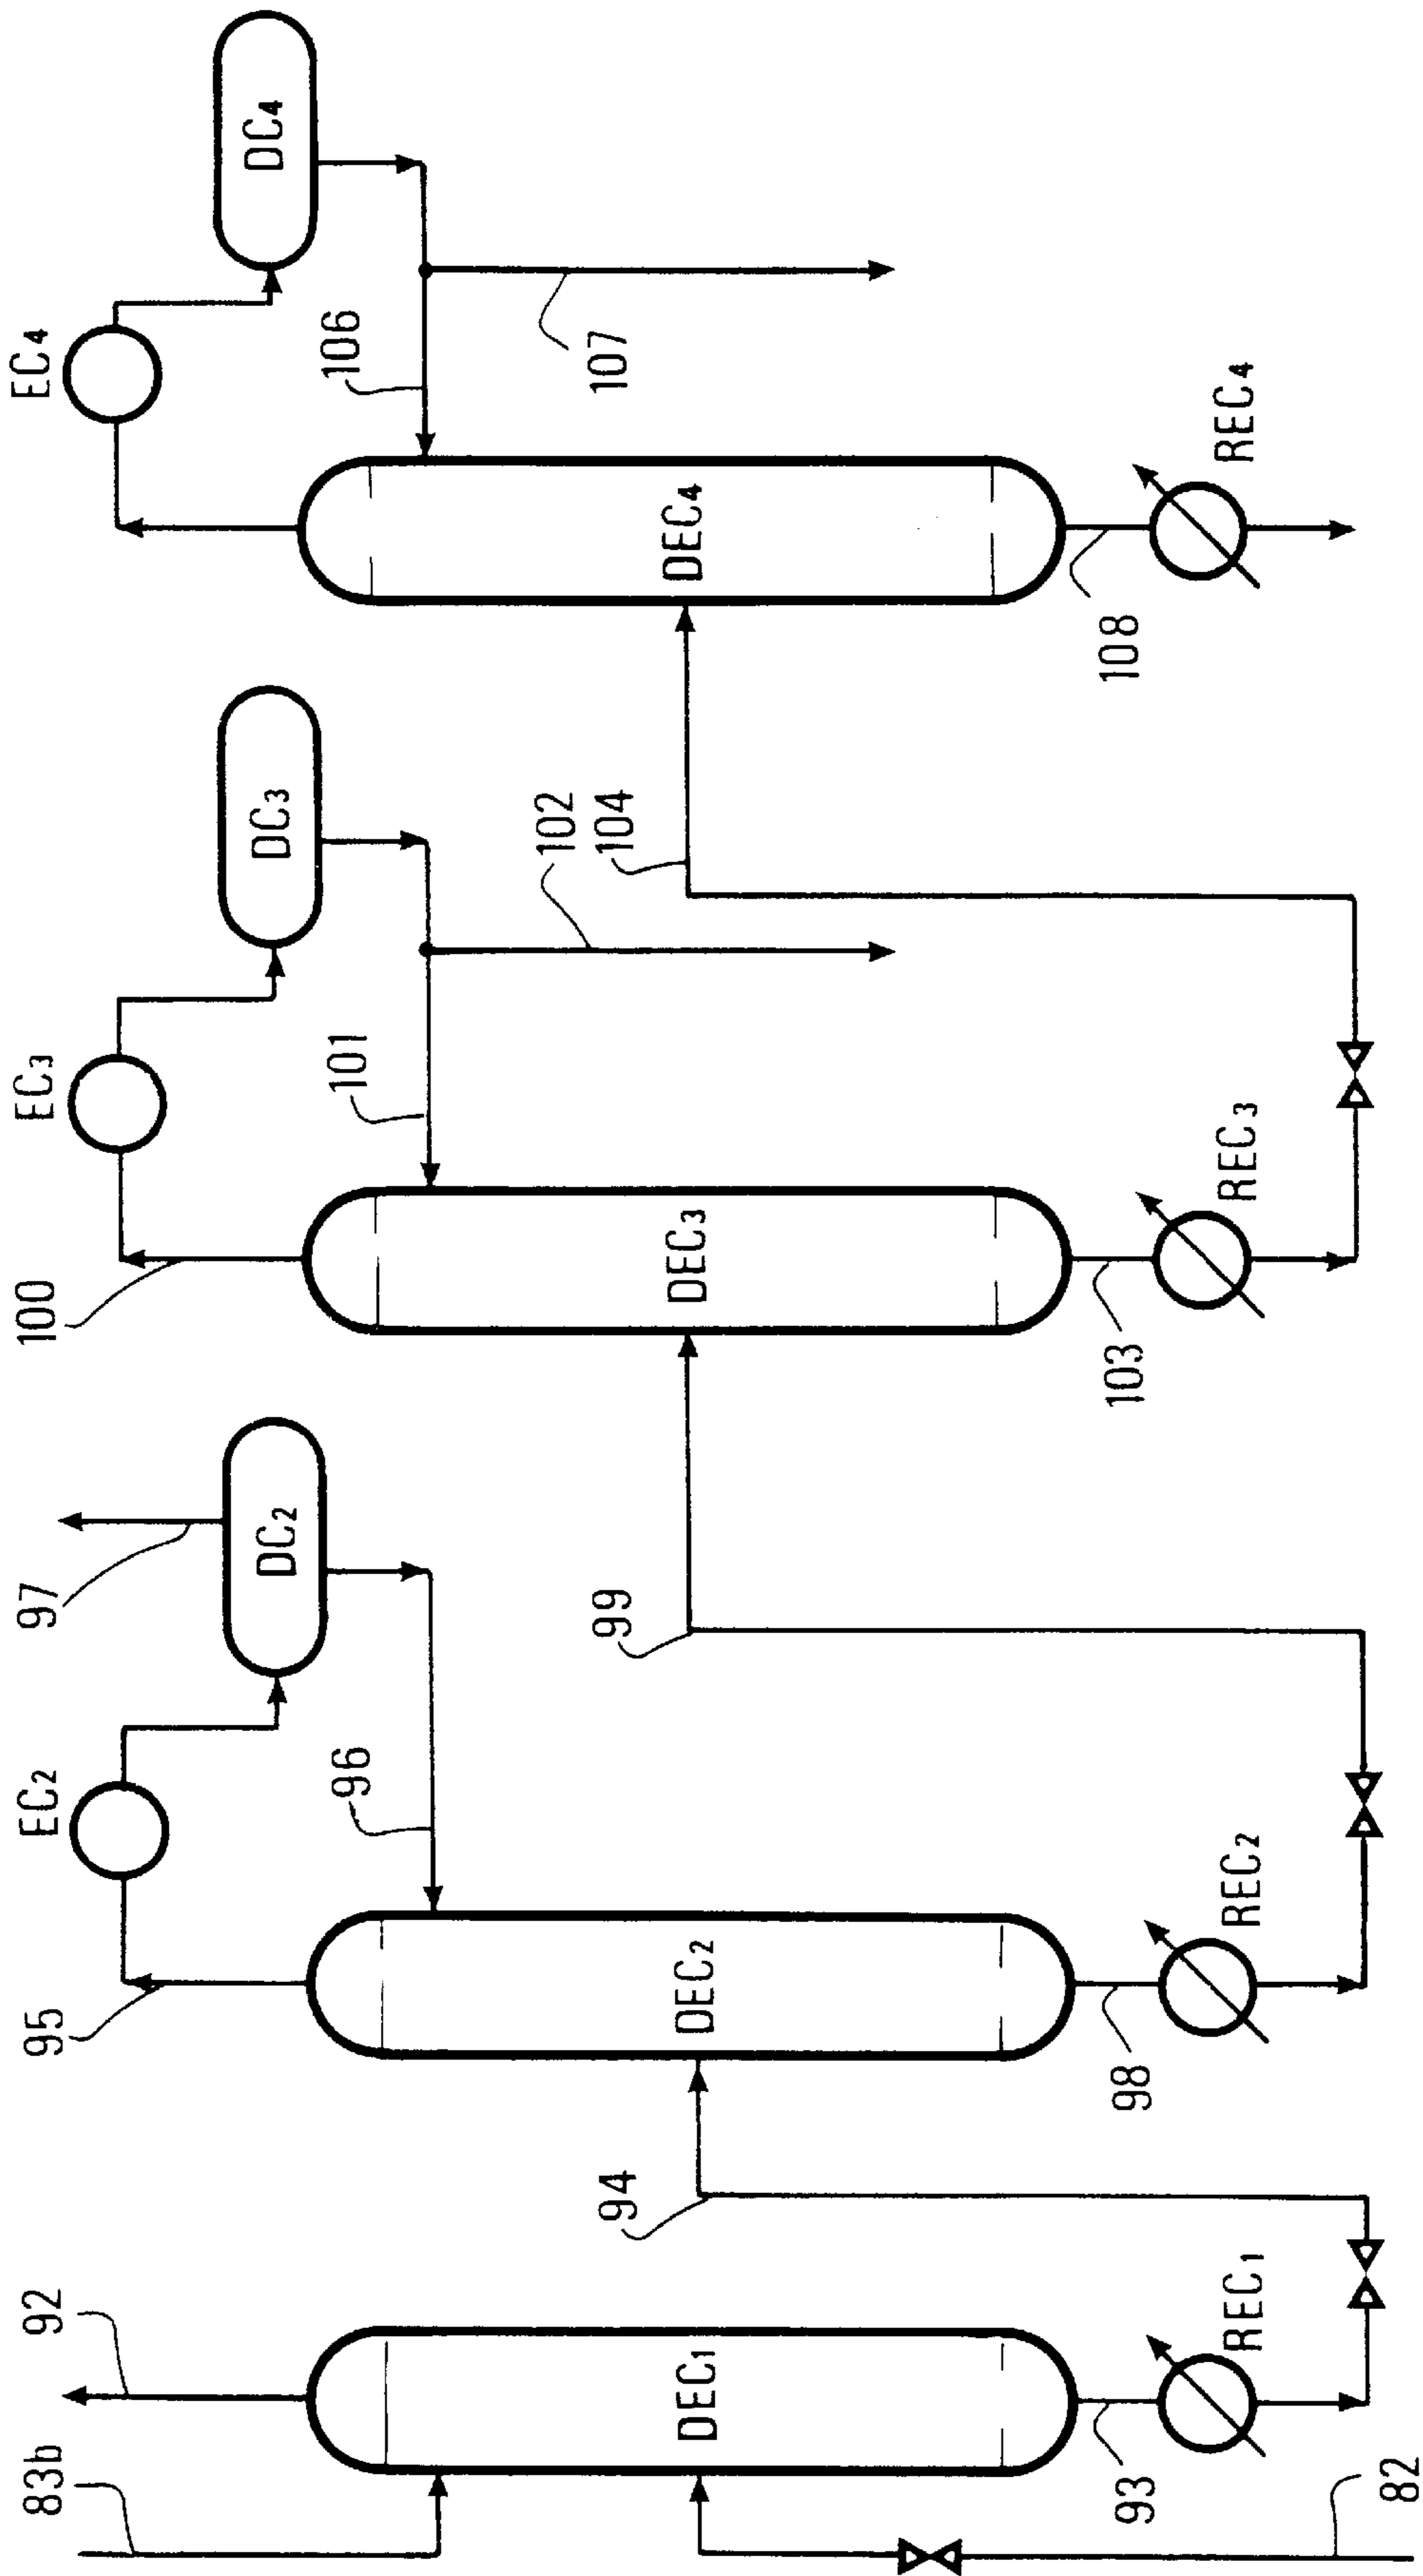 83b
92
DEC₁
93
REC₁
82
94
95
EC₂
97
DC₂
96
DEC₂
98
REC₂
99
100
EC₃
DC₃
101
102
DEC₃
103
REC₃
104
EC₄
DC₄
106
107
DEC₄
108
REC₄